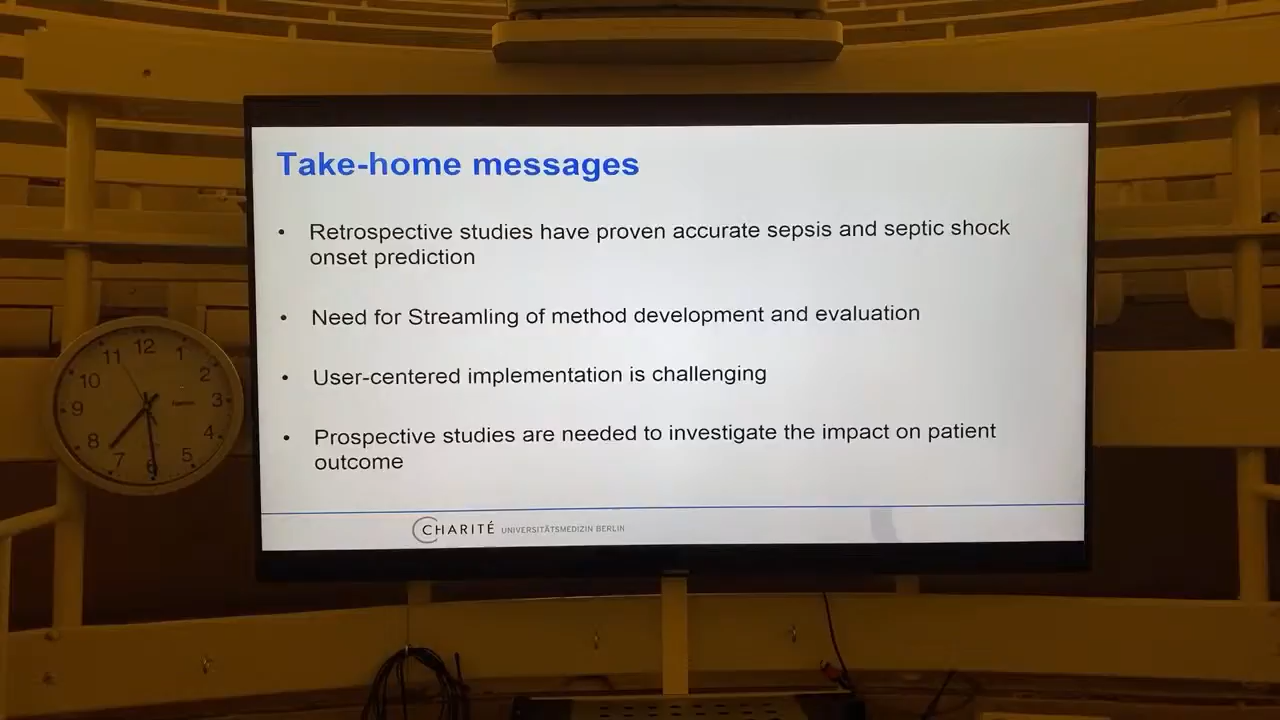 Take-home messages
• Retrospective studies have proven accurate sepsis and septic shock
onset prediction
• Need for Streamling of method development and evaluation
• User-centered implementation is challenging
• Prospective studies are needed to investigate the impact on patient
outcome
CHARITÉ UNIVERSITÄTSMEDIZIN BERLIN
12
1
2
3
4
5
6
7
8
9
10
11